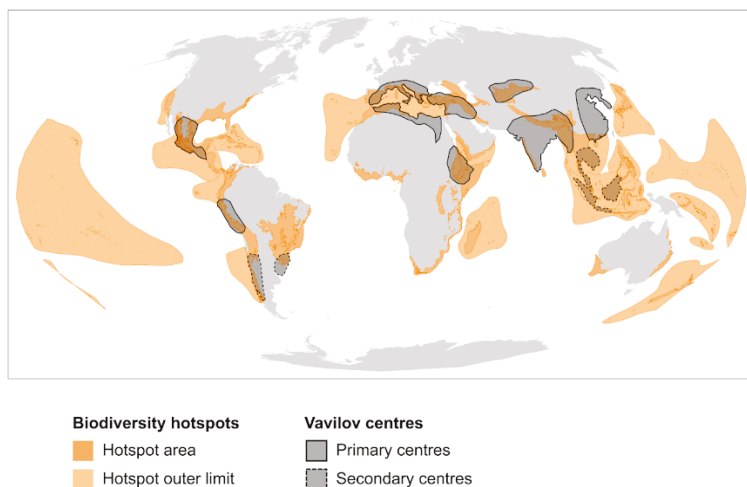 Biodiversity hotspots
Hotspot area
Hotspot outer limit
Vavilov centres
Primary centres
Secondary centres